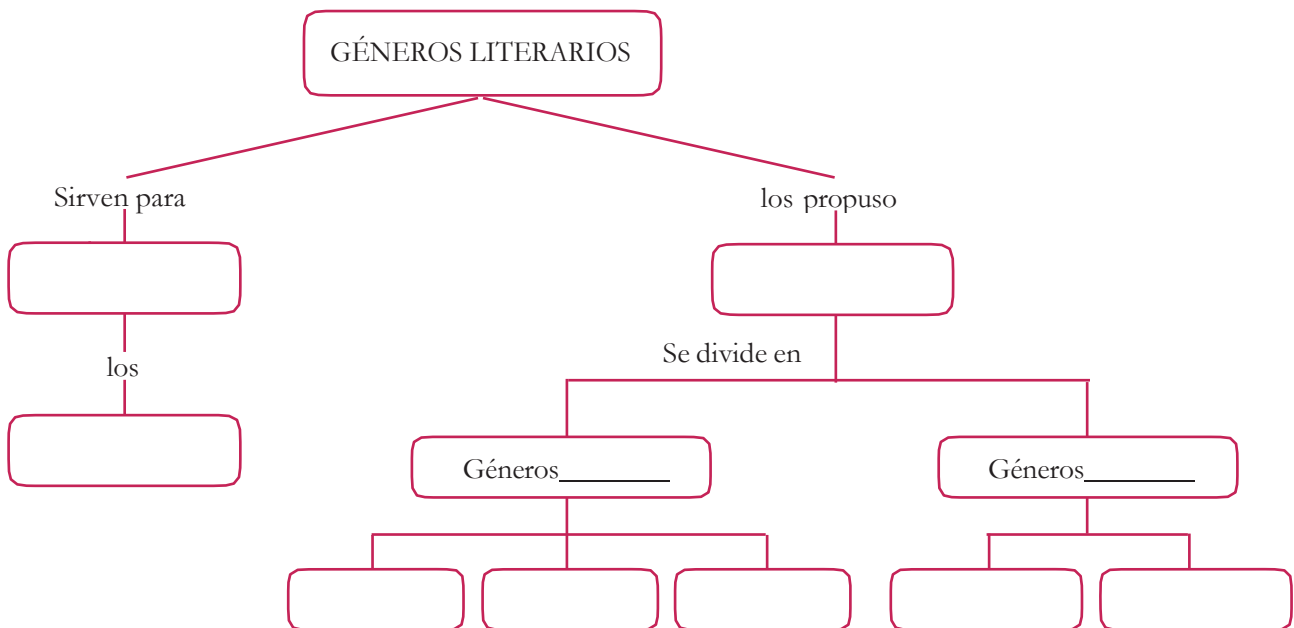 GÉNEROS LITERARIOS
Sirven para
los propuso
los
Se divide en
Géneros________
Géneros________